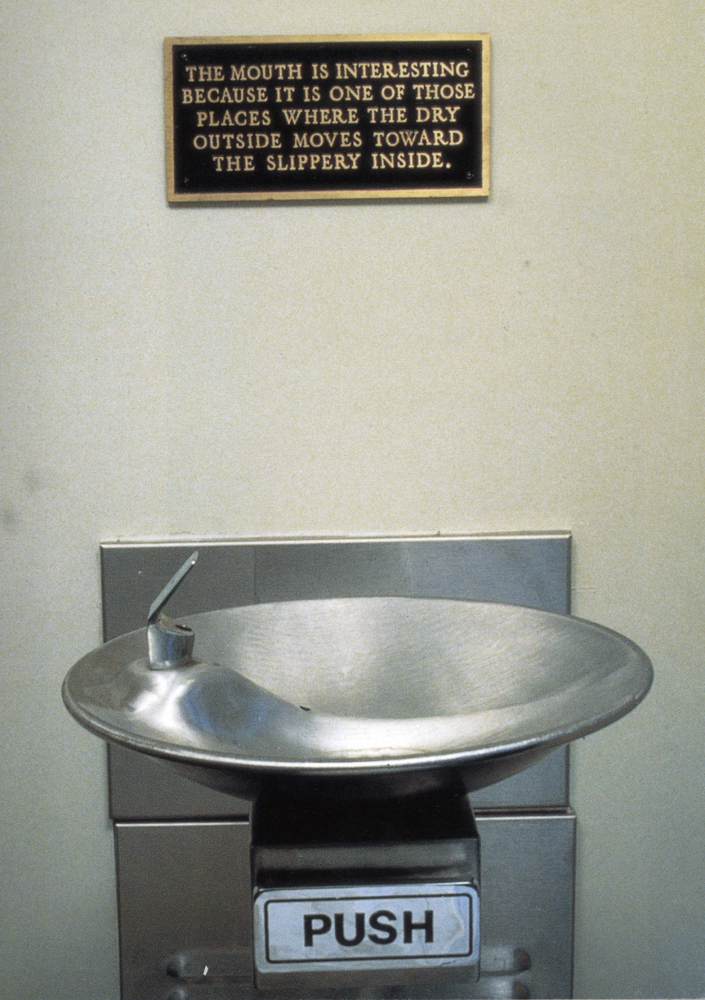 THE MOUTH IS INTERESTING
BECAUSE IT IS ONE OF THOSE
PLACES WHERE THE DRY
OUTSIDE MOVES TOWARD
THE SLIPPERY INSIDE.
PUSH